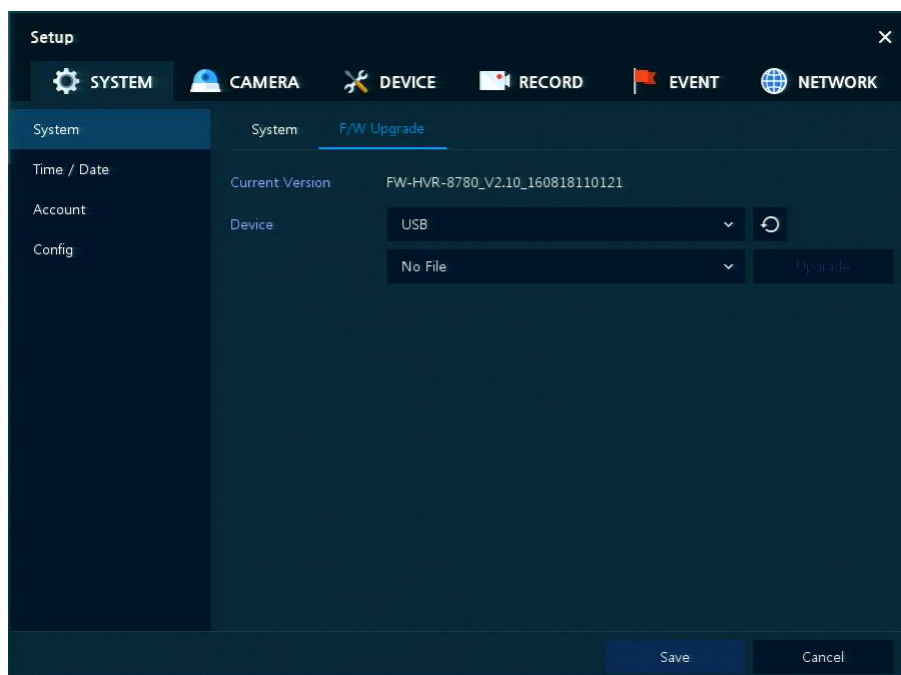 Setup
SYSTEM CAMERA DEVICE RECORD EVENT NETWORK
System System F/W Upgrade
Time / Date
Current Version FW-HVR-8780_V2.10_160818110121
Account
Device USB
Config
No File Upgrade
Save Cancel